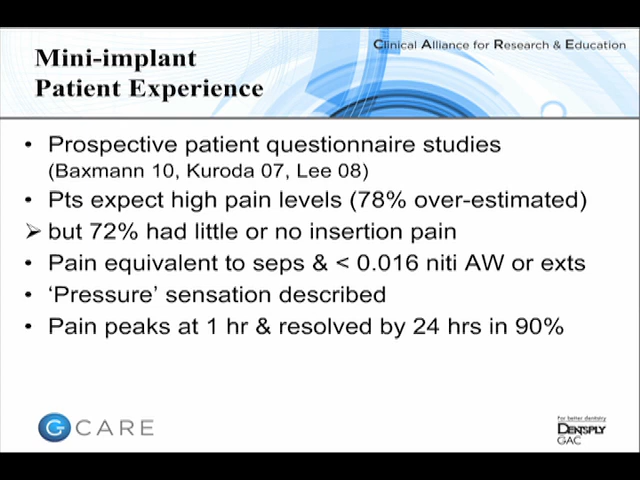 Clinical Alliance for Research & Education
Mini-implant
Patient Experience
• Prospective patient questionnaire studies
(Baxmann 10, Kuroda 07, Lee 08)
• Pts expect high pain levels (78% over-estimated)
➢ but 72% had little or no insertion pain
• Pain equivalent to seps & < 0.016 niti AW or exts
• ‘Pressure’ sensation described
• Pain peaks at 1 hr & resolved by 24 hrs in 90%
G CARE
For better dentistry
DENTSPLY
GAC